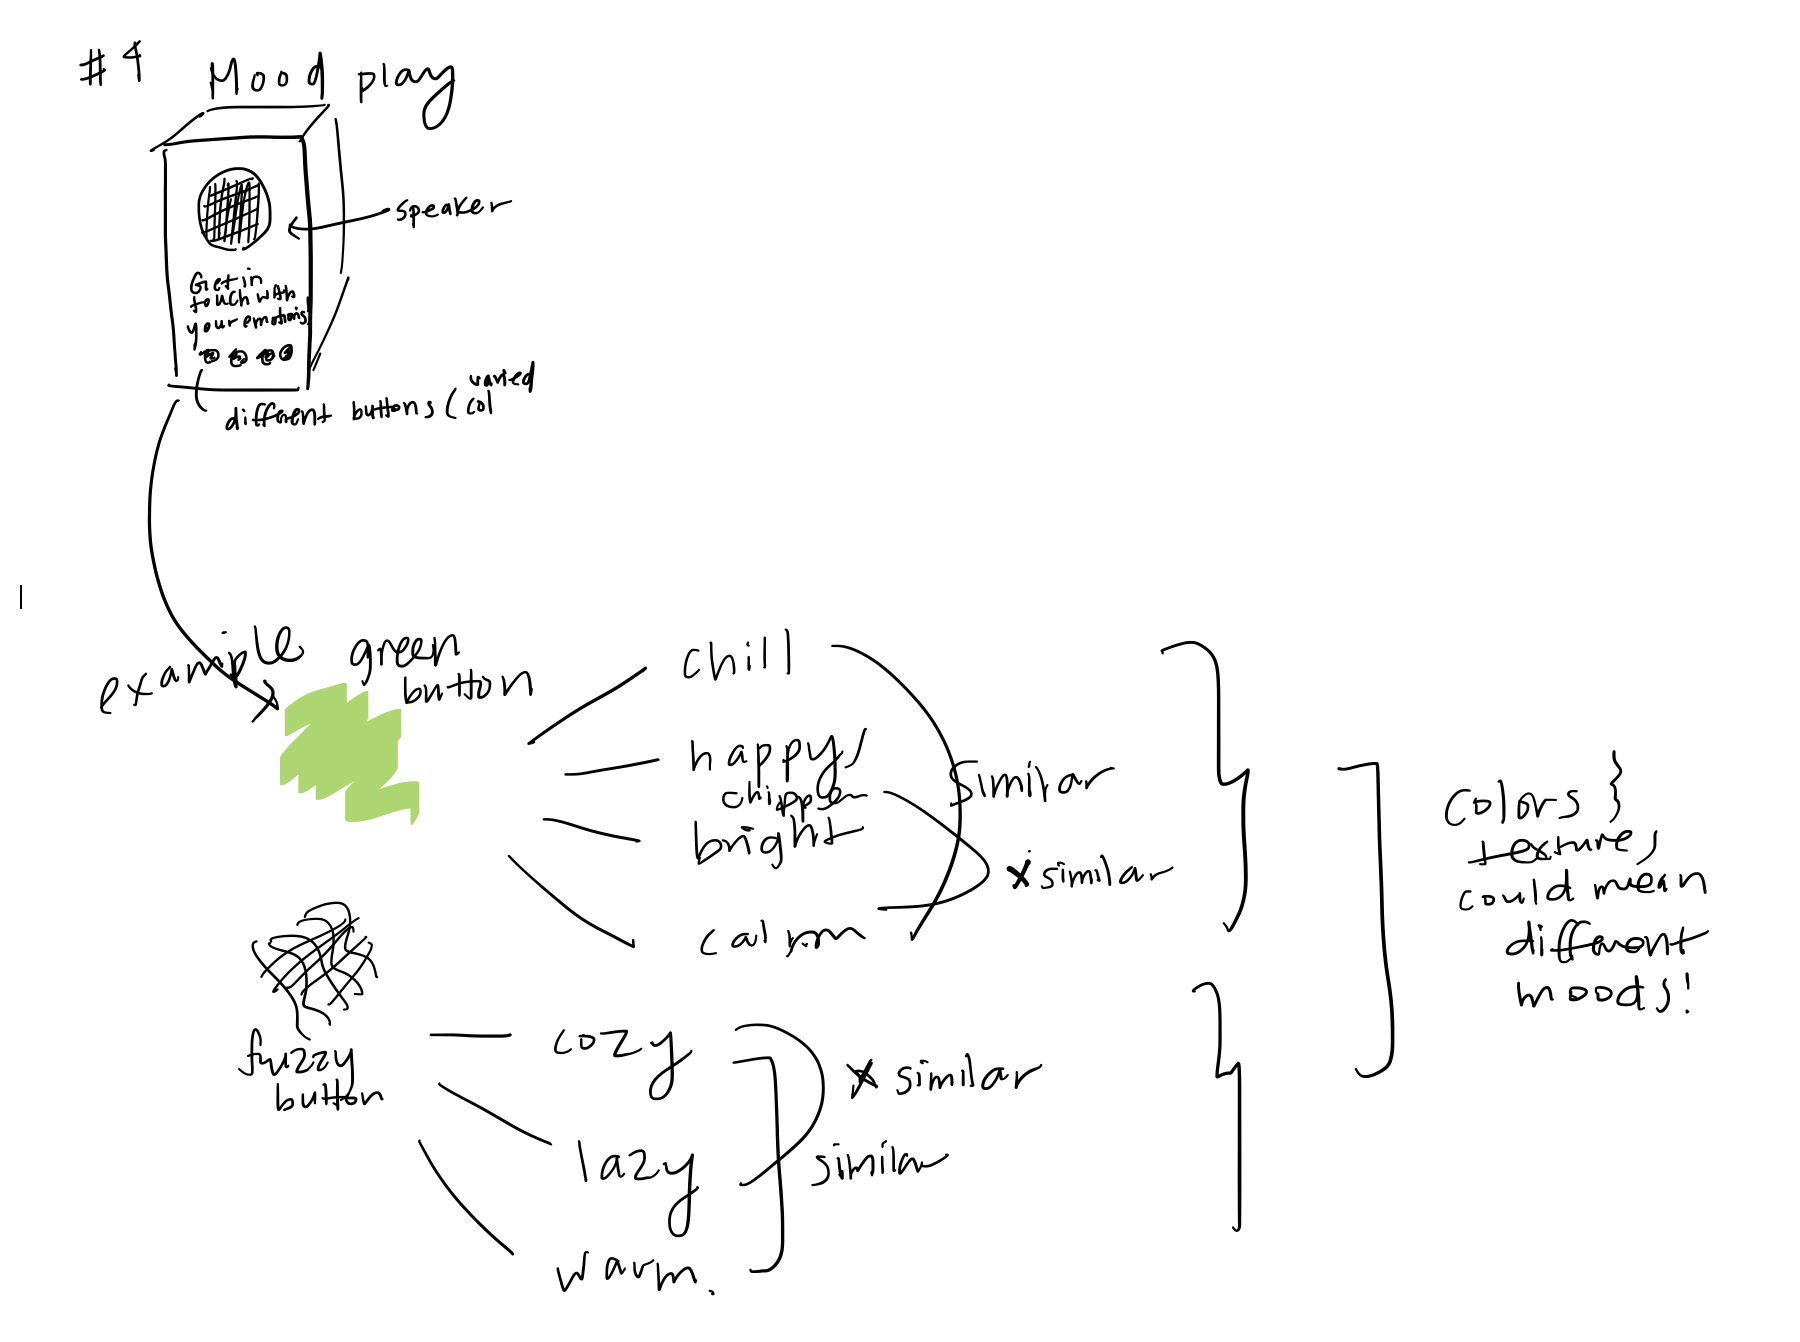 #4
Mood play
speaker
Get in
touch with
your emotions!
different buttons (varied
col
example
green
button
chill
happy/
chipper
bright
calm
similar
x similar
fuzzy
button
cozy
lazy
warm.
x similar
similar
colors }
texture,
could mean
different
moods!